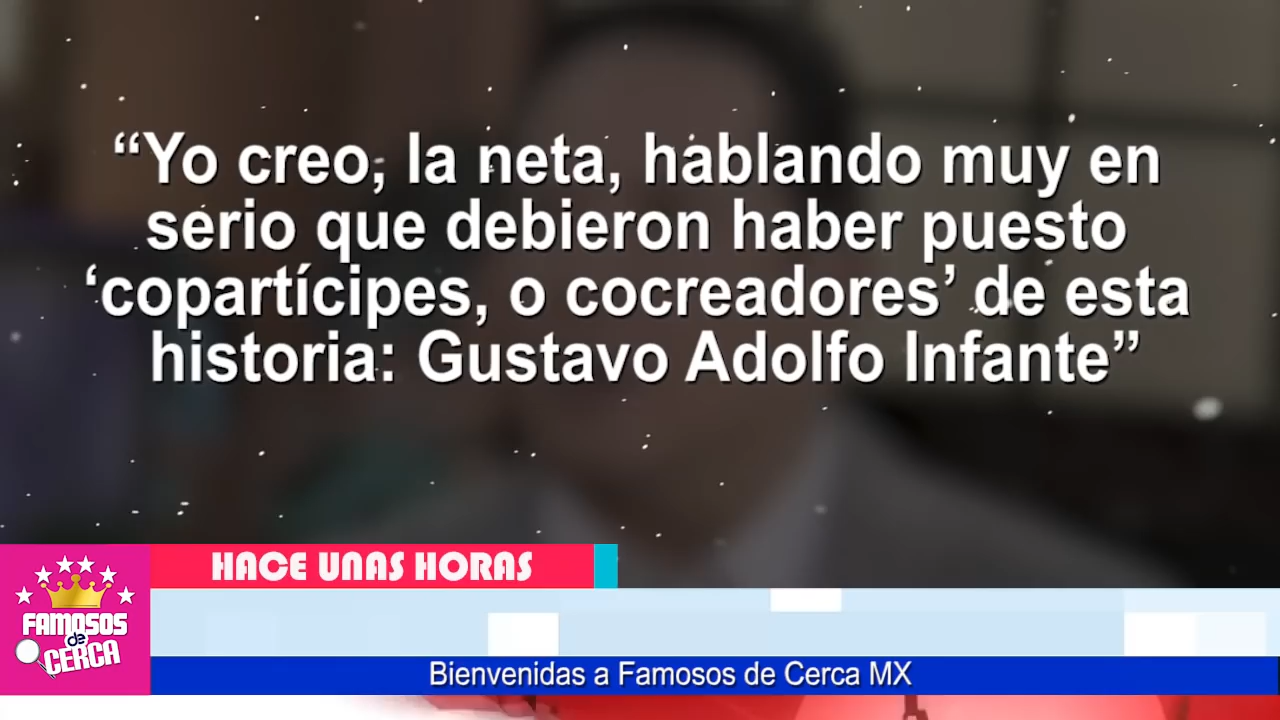 “Yo creo, la neta, hablando muy en
serio que debieron haber puesto
‘copartícipes, o cocreadores’ de esta
historia: Gustavo Adolfo Infante”
HACE UNAS HORAS
FAMOSOS
de
CERCA
Bienvenidas a Famosos de Cerca MX